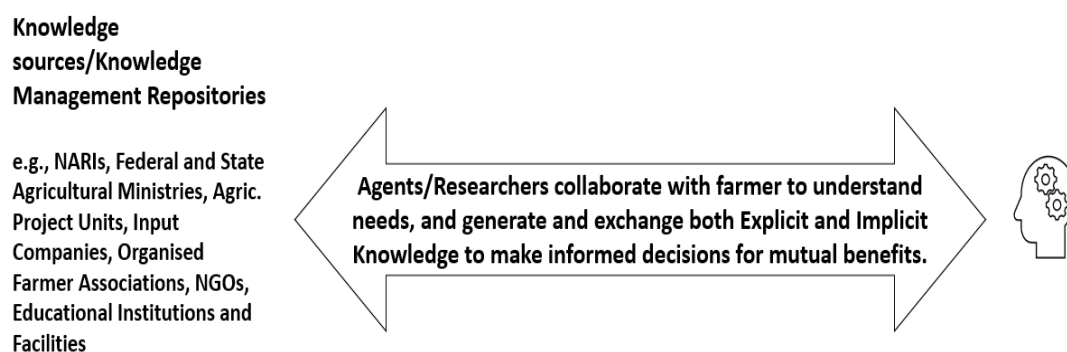 Knowledge
sources/Knowledge
Management Repositories
e.g., NARIs, Federal and State
Agricultural Ministries, Agric.
Project Units, Input
Companies, Organised
Farmer Associations, NGOs,
Educational Institutions and
Facilities
Agents/Researchers collaborate with farmer to understand
needs, and generate and exchange both Explicit and Implicit
Knowledge to make informed decisions for mutual benefits.